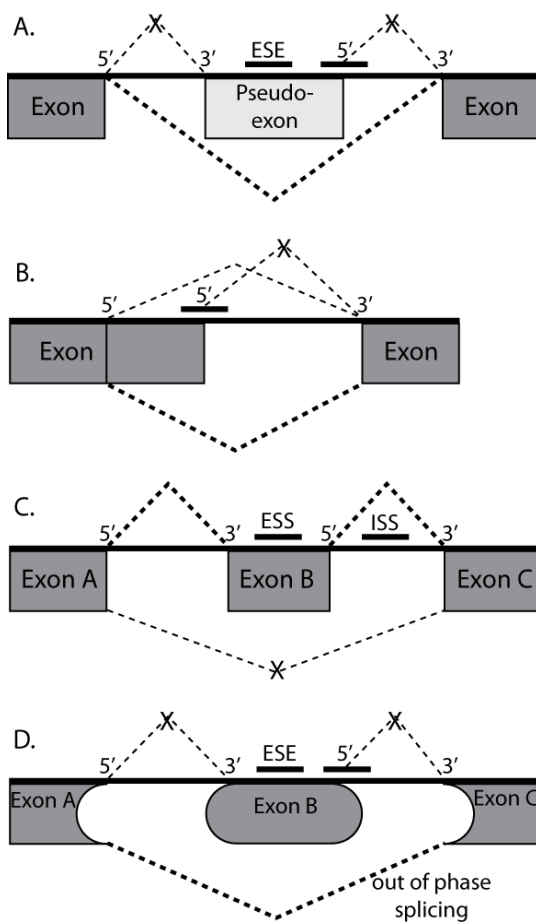 A.
X X
5′ 3′ ESE 5′ 3′
Exon Pseudo-
exon Exon
B.
X
5′ 5′ 3′
Exon Exon
C.
5′ 3′ ESS 5′ ISS 3′
Exon A Exon B Exon C
X
D.
X X
5′ 3′ ESE 5′ 3′
Exon A Exon B Exon C
out of phase
splicing